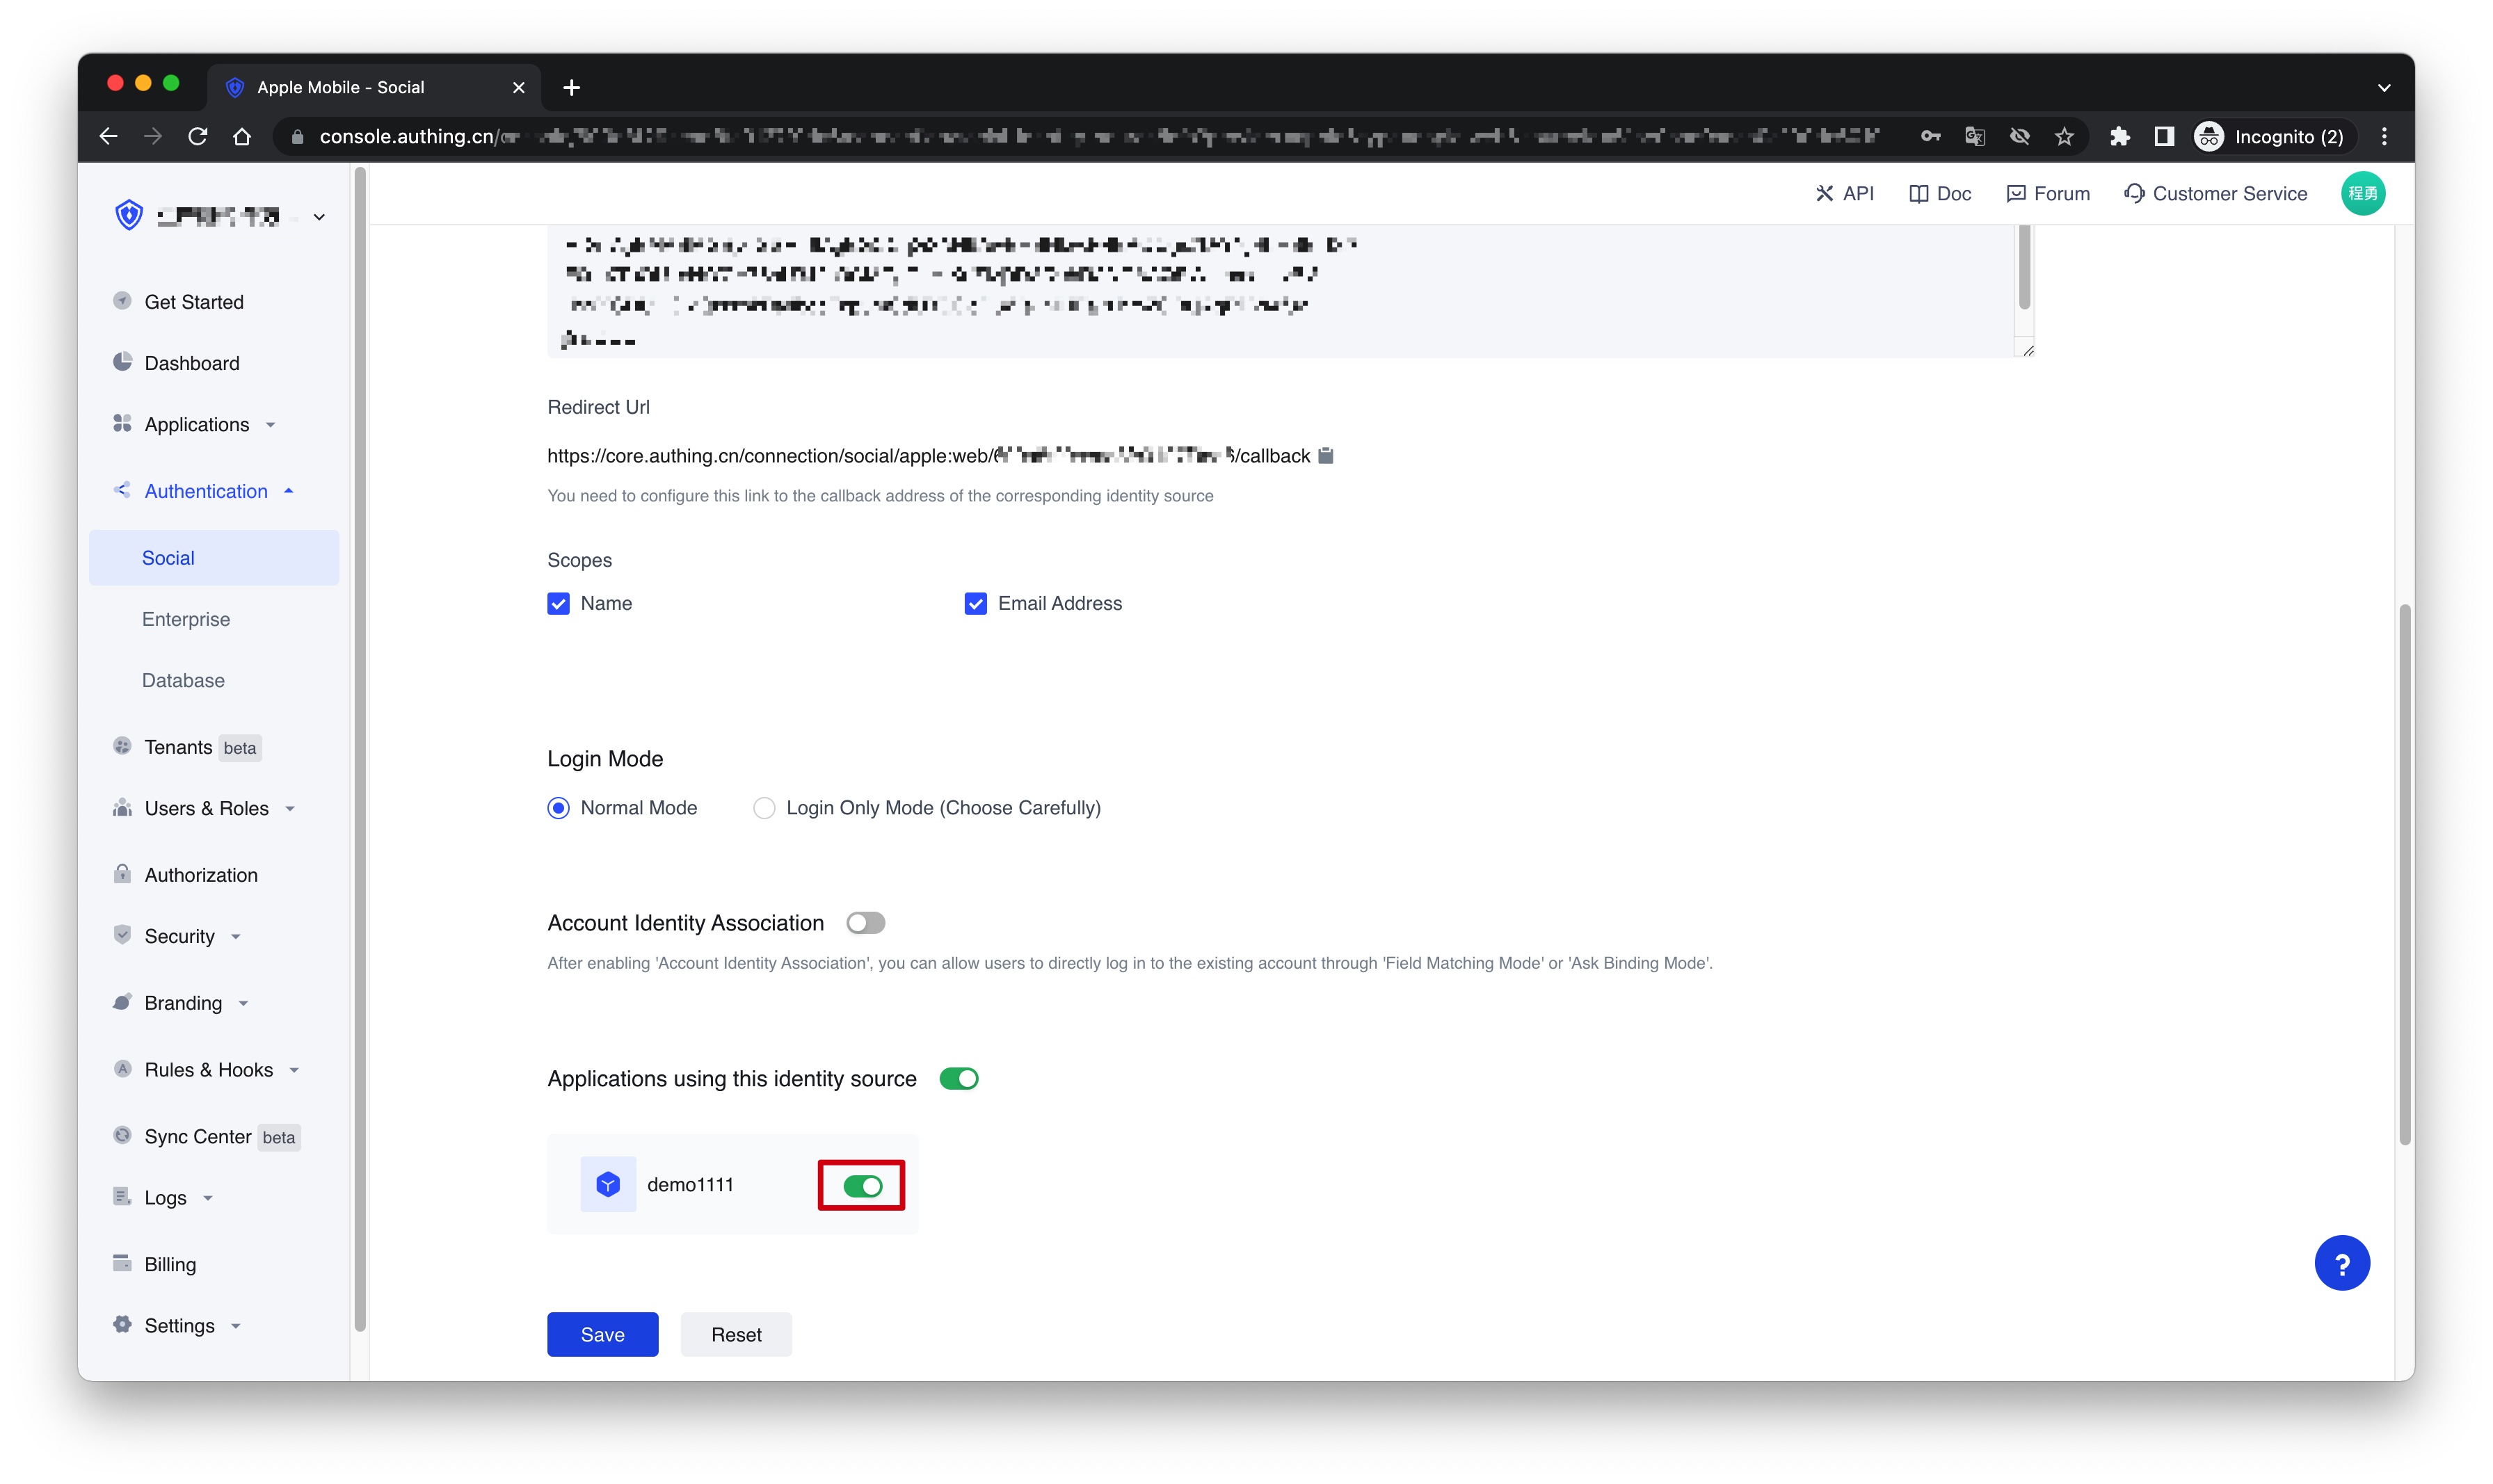 Apple Mobile - Social
console.authing.cn/
Incognito (2)
API
Doc
Forum
Customer Service
程勇
Get Started
Dashboard
Applications
Authentication
Social
Enterprise
Database
Tenants beta
Users & Roles
Authorization
Security
Branding
Rules & Hooks
Sync Center beta
Logs
Billing
Settings
Redirect Url
https://core.authing.cn/connection/social/apple:web/ /callback
You need to configure this link to the callback address of the corresponding identity source
Scopes
Name
Email Address
Login Mode
Normal Mode
Login Only Mode (Choose Carefully)
Account Identity Association
After enabling 'Account Identity Association', you can allow users to directly log in to the existing account through 'Field Matching Mode' or 'Ask Binding Mode'.
Applications using this identity source
demo1111
Save
Reset
?